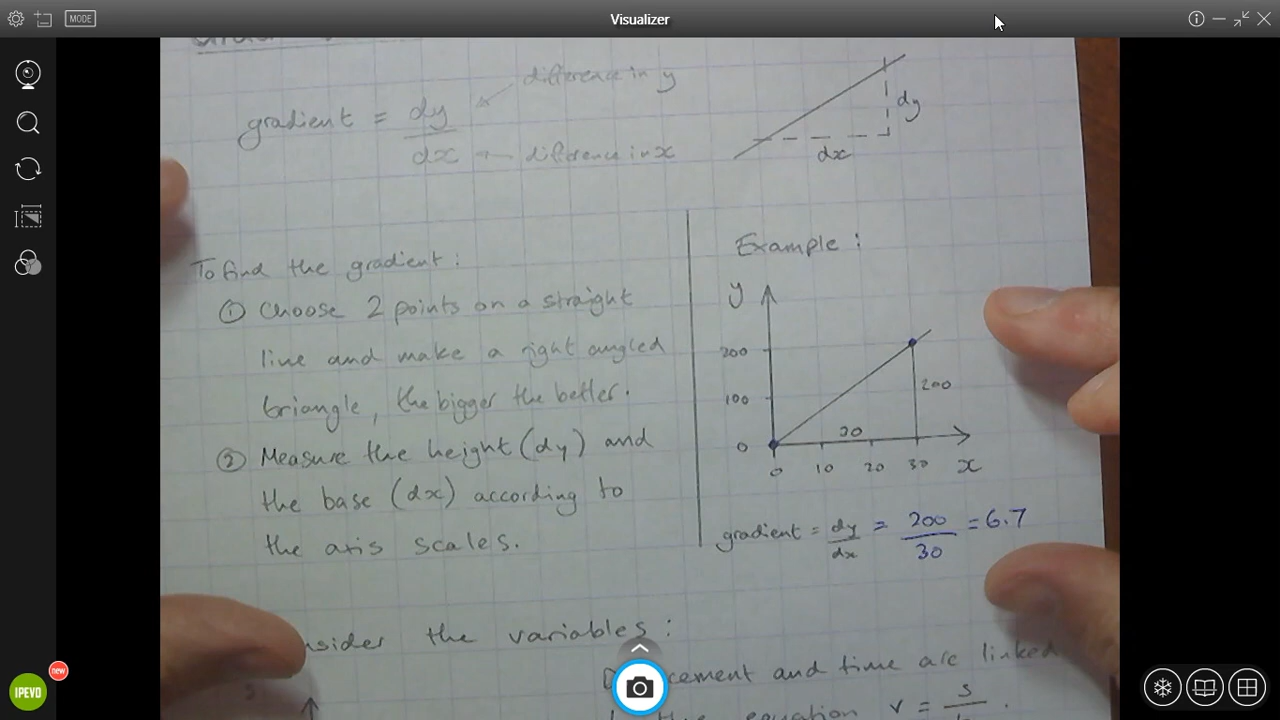 MODE
Visualizer
gradient = dy/dx
difference in y
difference in x
dy
dx
To find the gradient:
① Choose 2 points on a straight
line and make a right angled
triangle, the bigger the better.
② Measure the height (dy) and
the base (dx) according to
the axis scales.
Example:
y
200
100
0
200
30
0 10 20 30 x
gradient = dy/dx = 200/30 = 6.7
the variables:
and time are linked
equation v = s
new
IPEVO